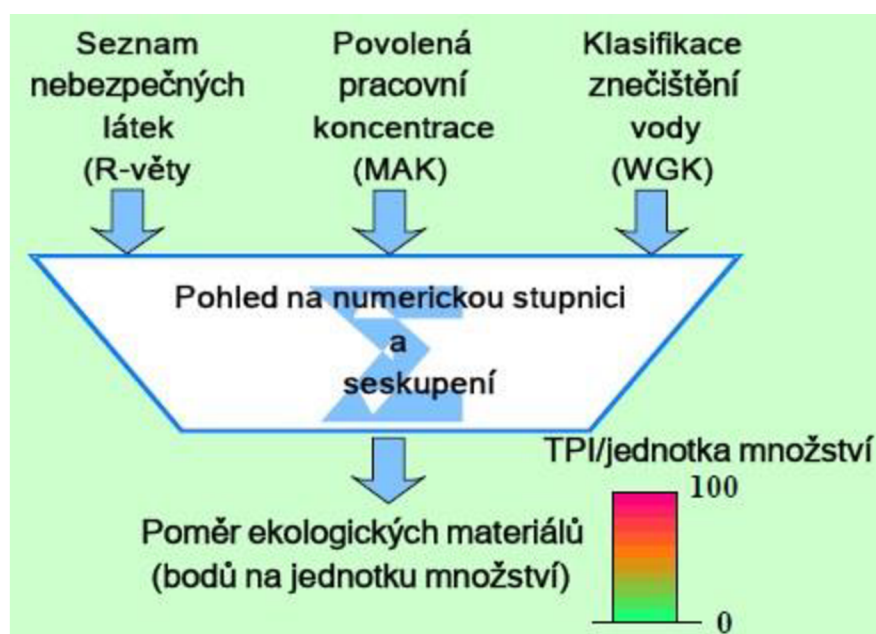 Seznam
nebezpečných
látek
(R-věty
Povolená
pracovní
koncentrace
(MAK)
Klasifikace
znečištění
vody
(WGK)
Pohled na numerickou stupnici
a
seskupení
TPI/jednotka množství
100
0
Poměr ekologických materiálů
(bodů na jednotku množství)